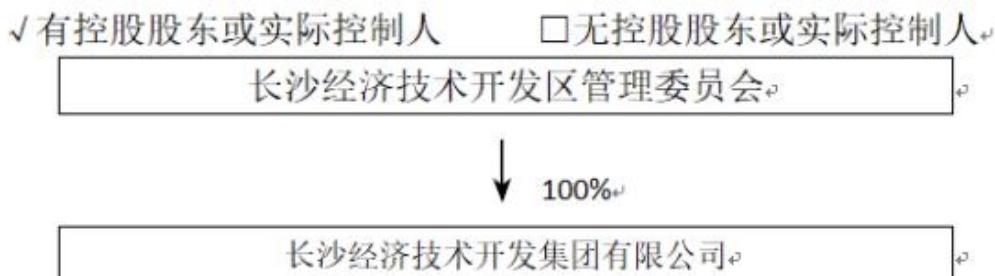 √有控股股东或实际控制人 □无控股股东或实际控制人
长沙经济技术开发区管理委员会
100%
长沙经济技术开发集团有限公司